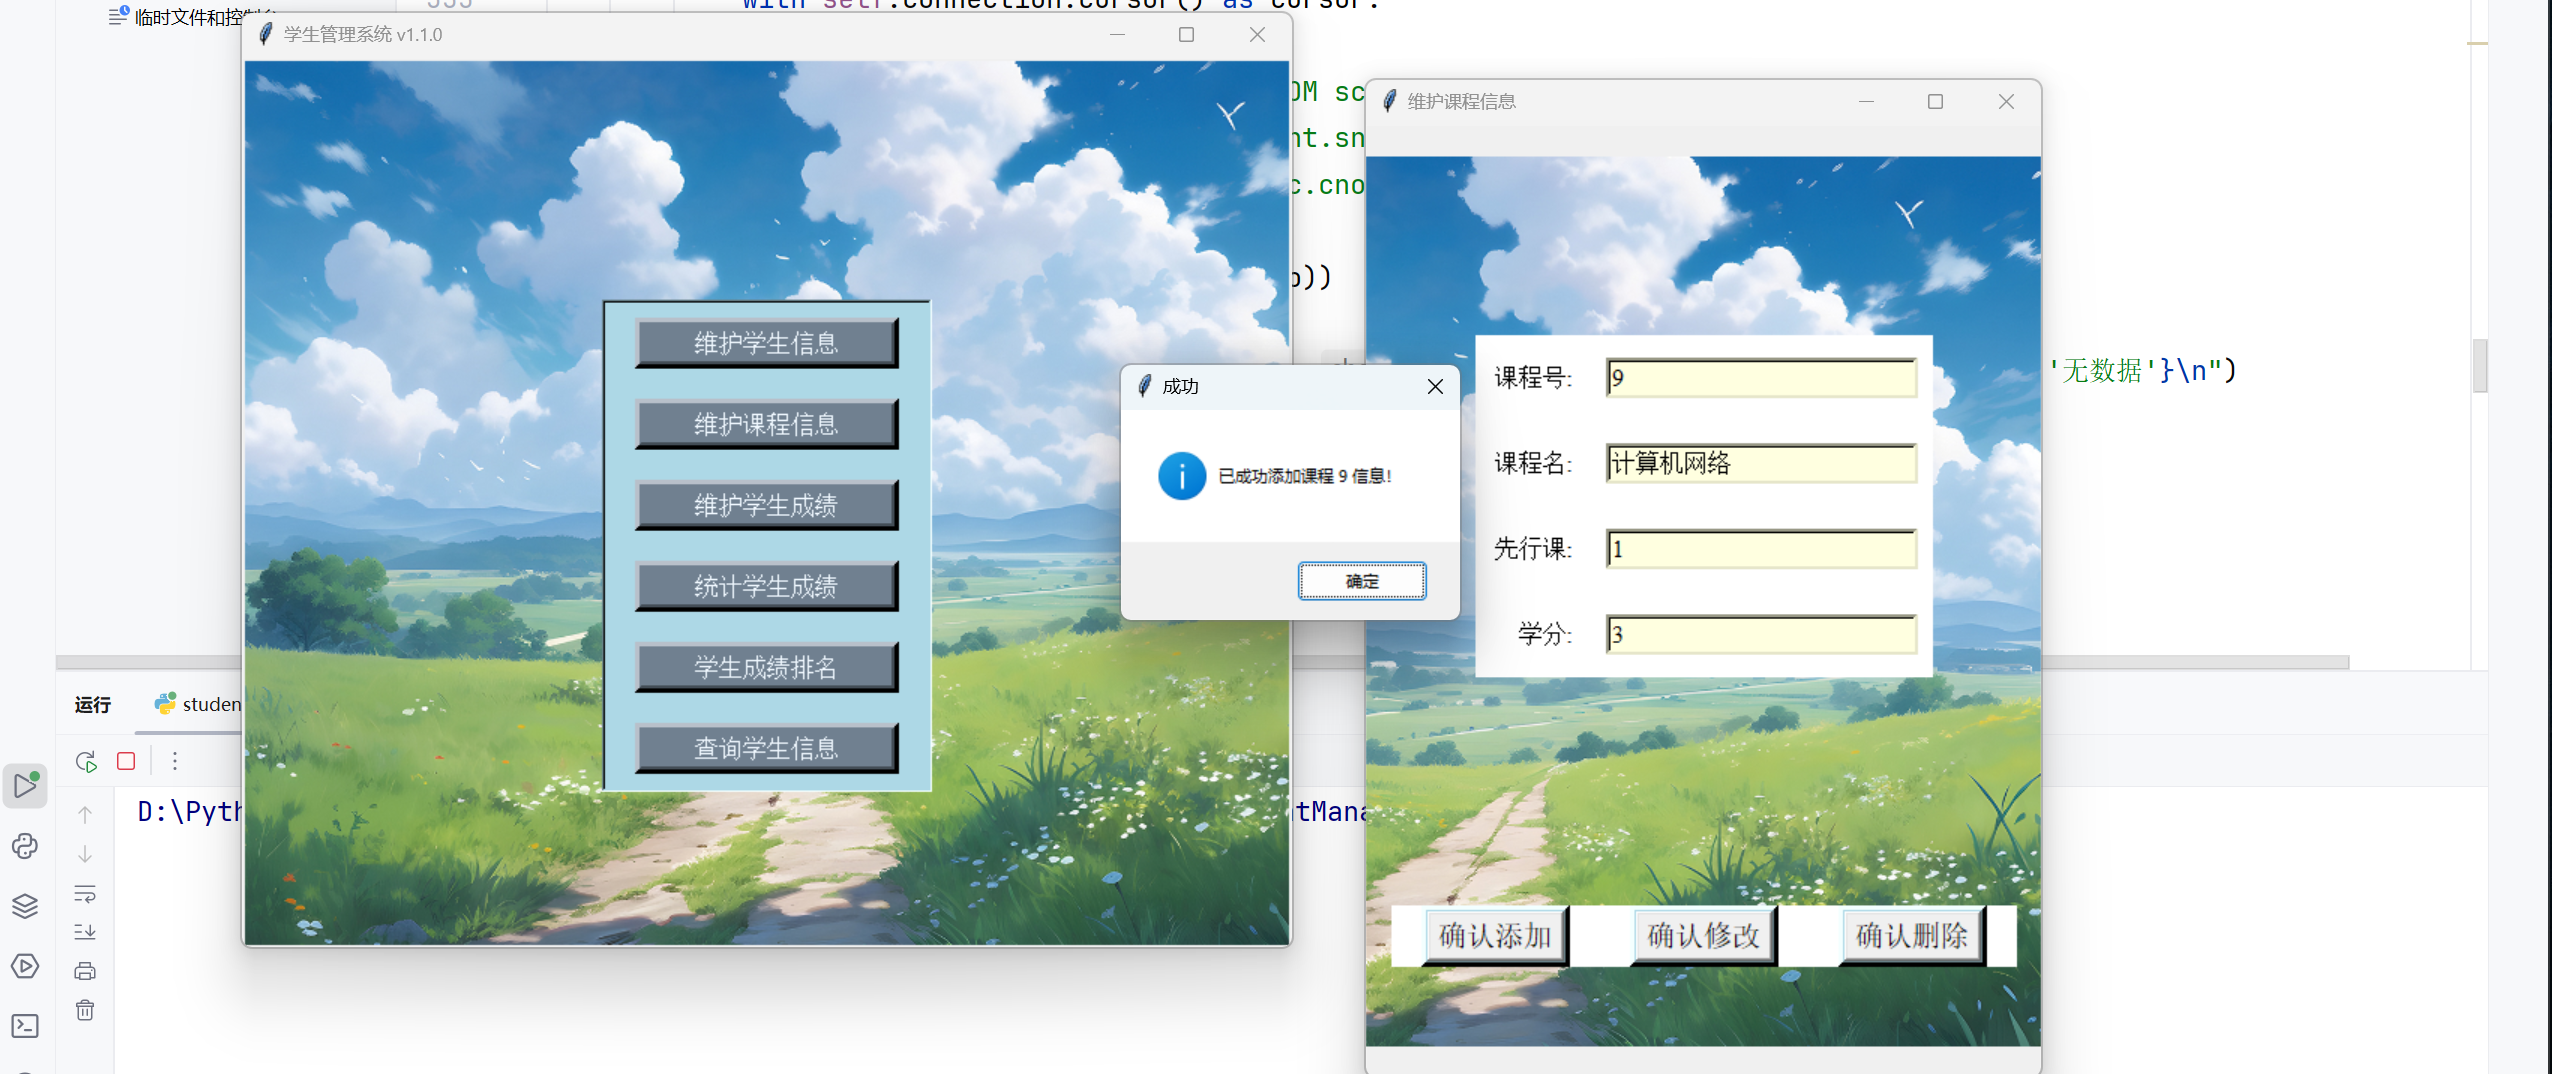 临时文件和控制
with self.connection.cursor() as cursor:
学生管理系统 v1.1.0
OM sc
nt.sn
c.cno
o))
'无数据'}\n")
维护学生信息
维护课程信息
维护学生成绩
统计学生成绩
学生成绩排名
查询学生信息
成功
已成功添加课程 9 信息!
确定
维护课程信息
课程号: 9
课程名: 计算机网络
先行课: 1
学分: 3
确认添加
确认修改
确认删除
运行
studen
D:\Pyth
tMana